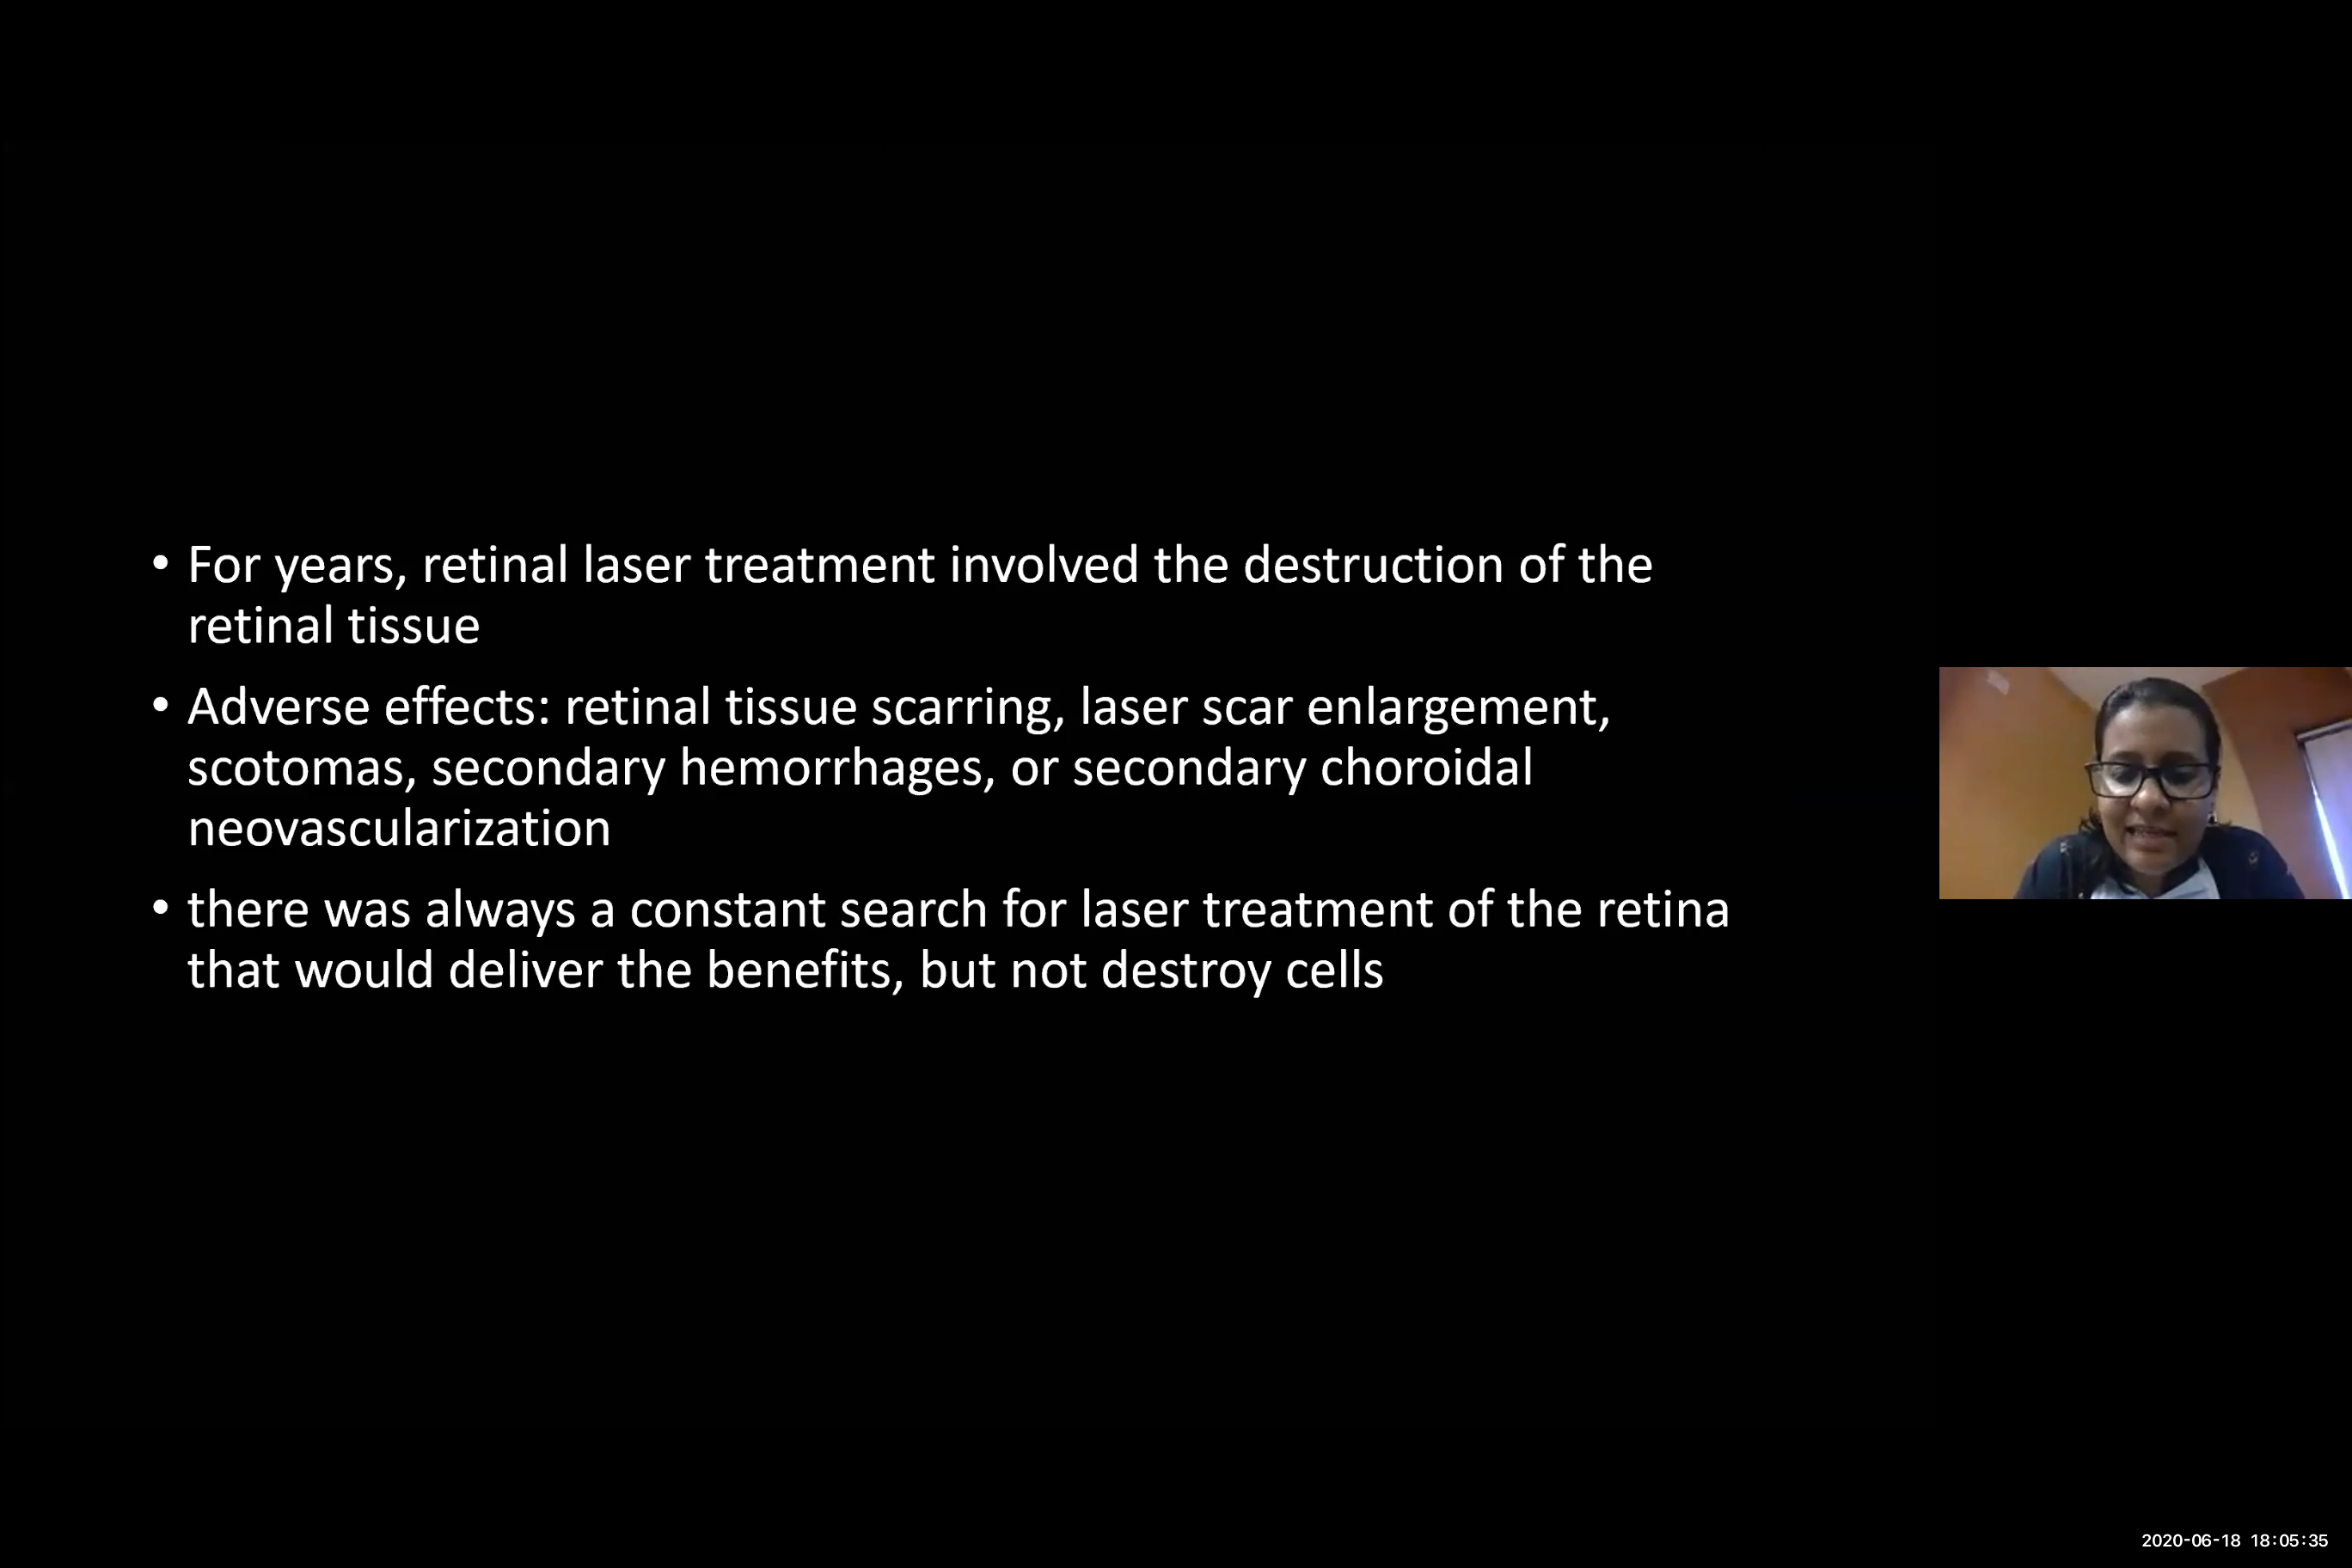 • For years, retinal laser treatment involved the destruction of the
retinal tissue
• Adverse effects: retinal tissue scarring, laser scar enlargement,
scotomas, secondary hemorrhages, or secondary choroidal
neovascularization
• there was always a constant search for laser treatment of the retina
that would deliver the benefits, but not destroy cells
2020-06-18 18:05:35